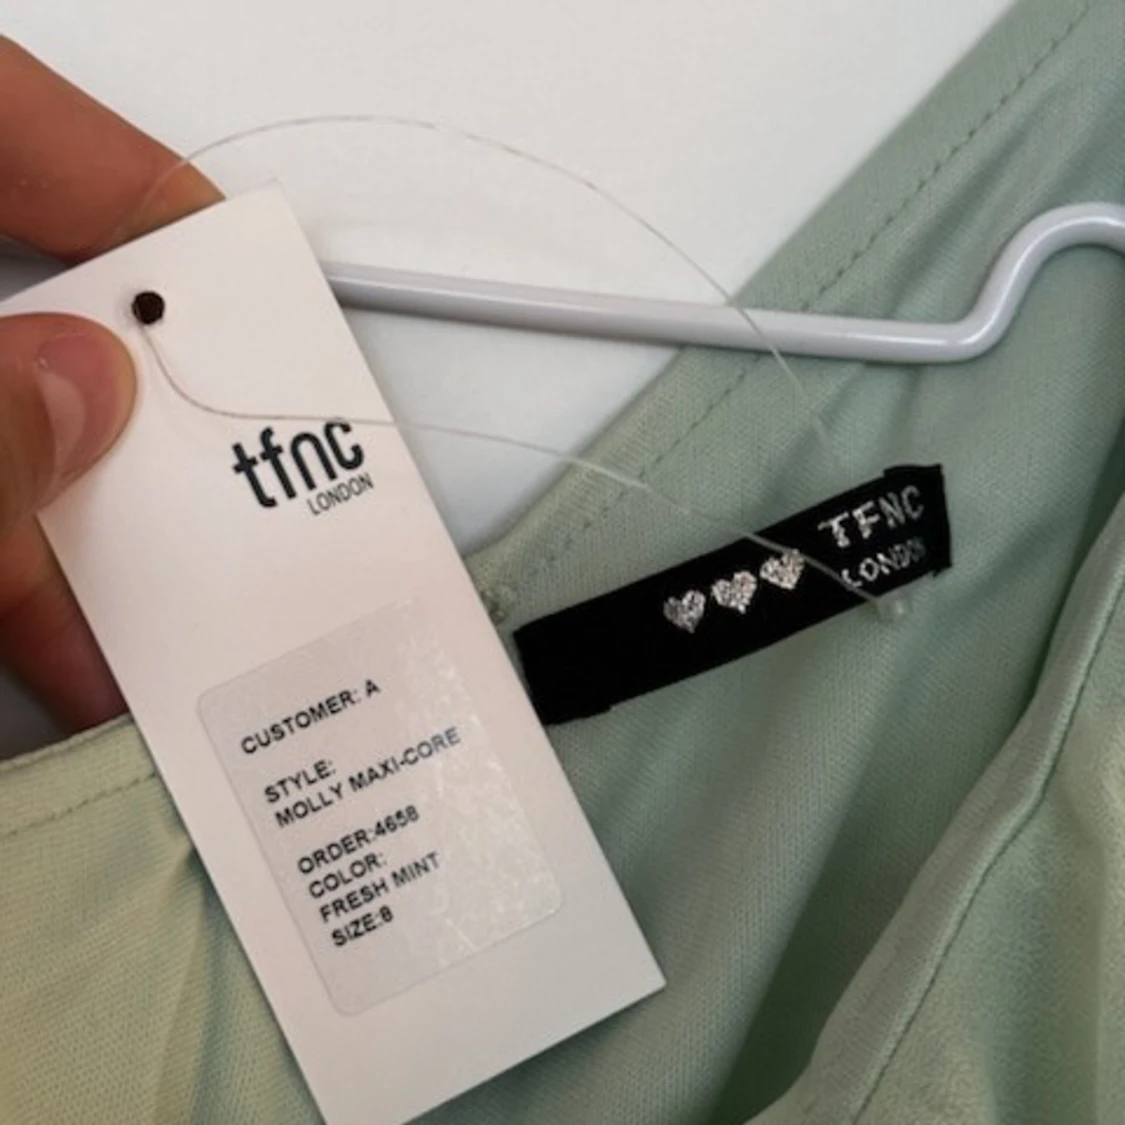 tfnc
LONDON
CUSTOMER: A
STYLE:
MOLLY MAXI-CORE
ORDER:4658
COLOR:
FRESH MINT
SIZE:8
TFNC
LONDON